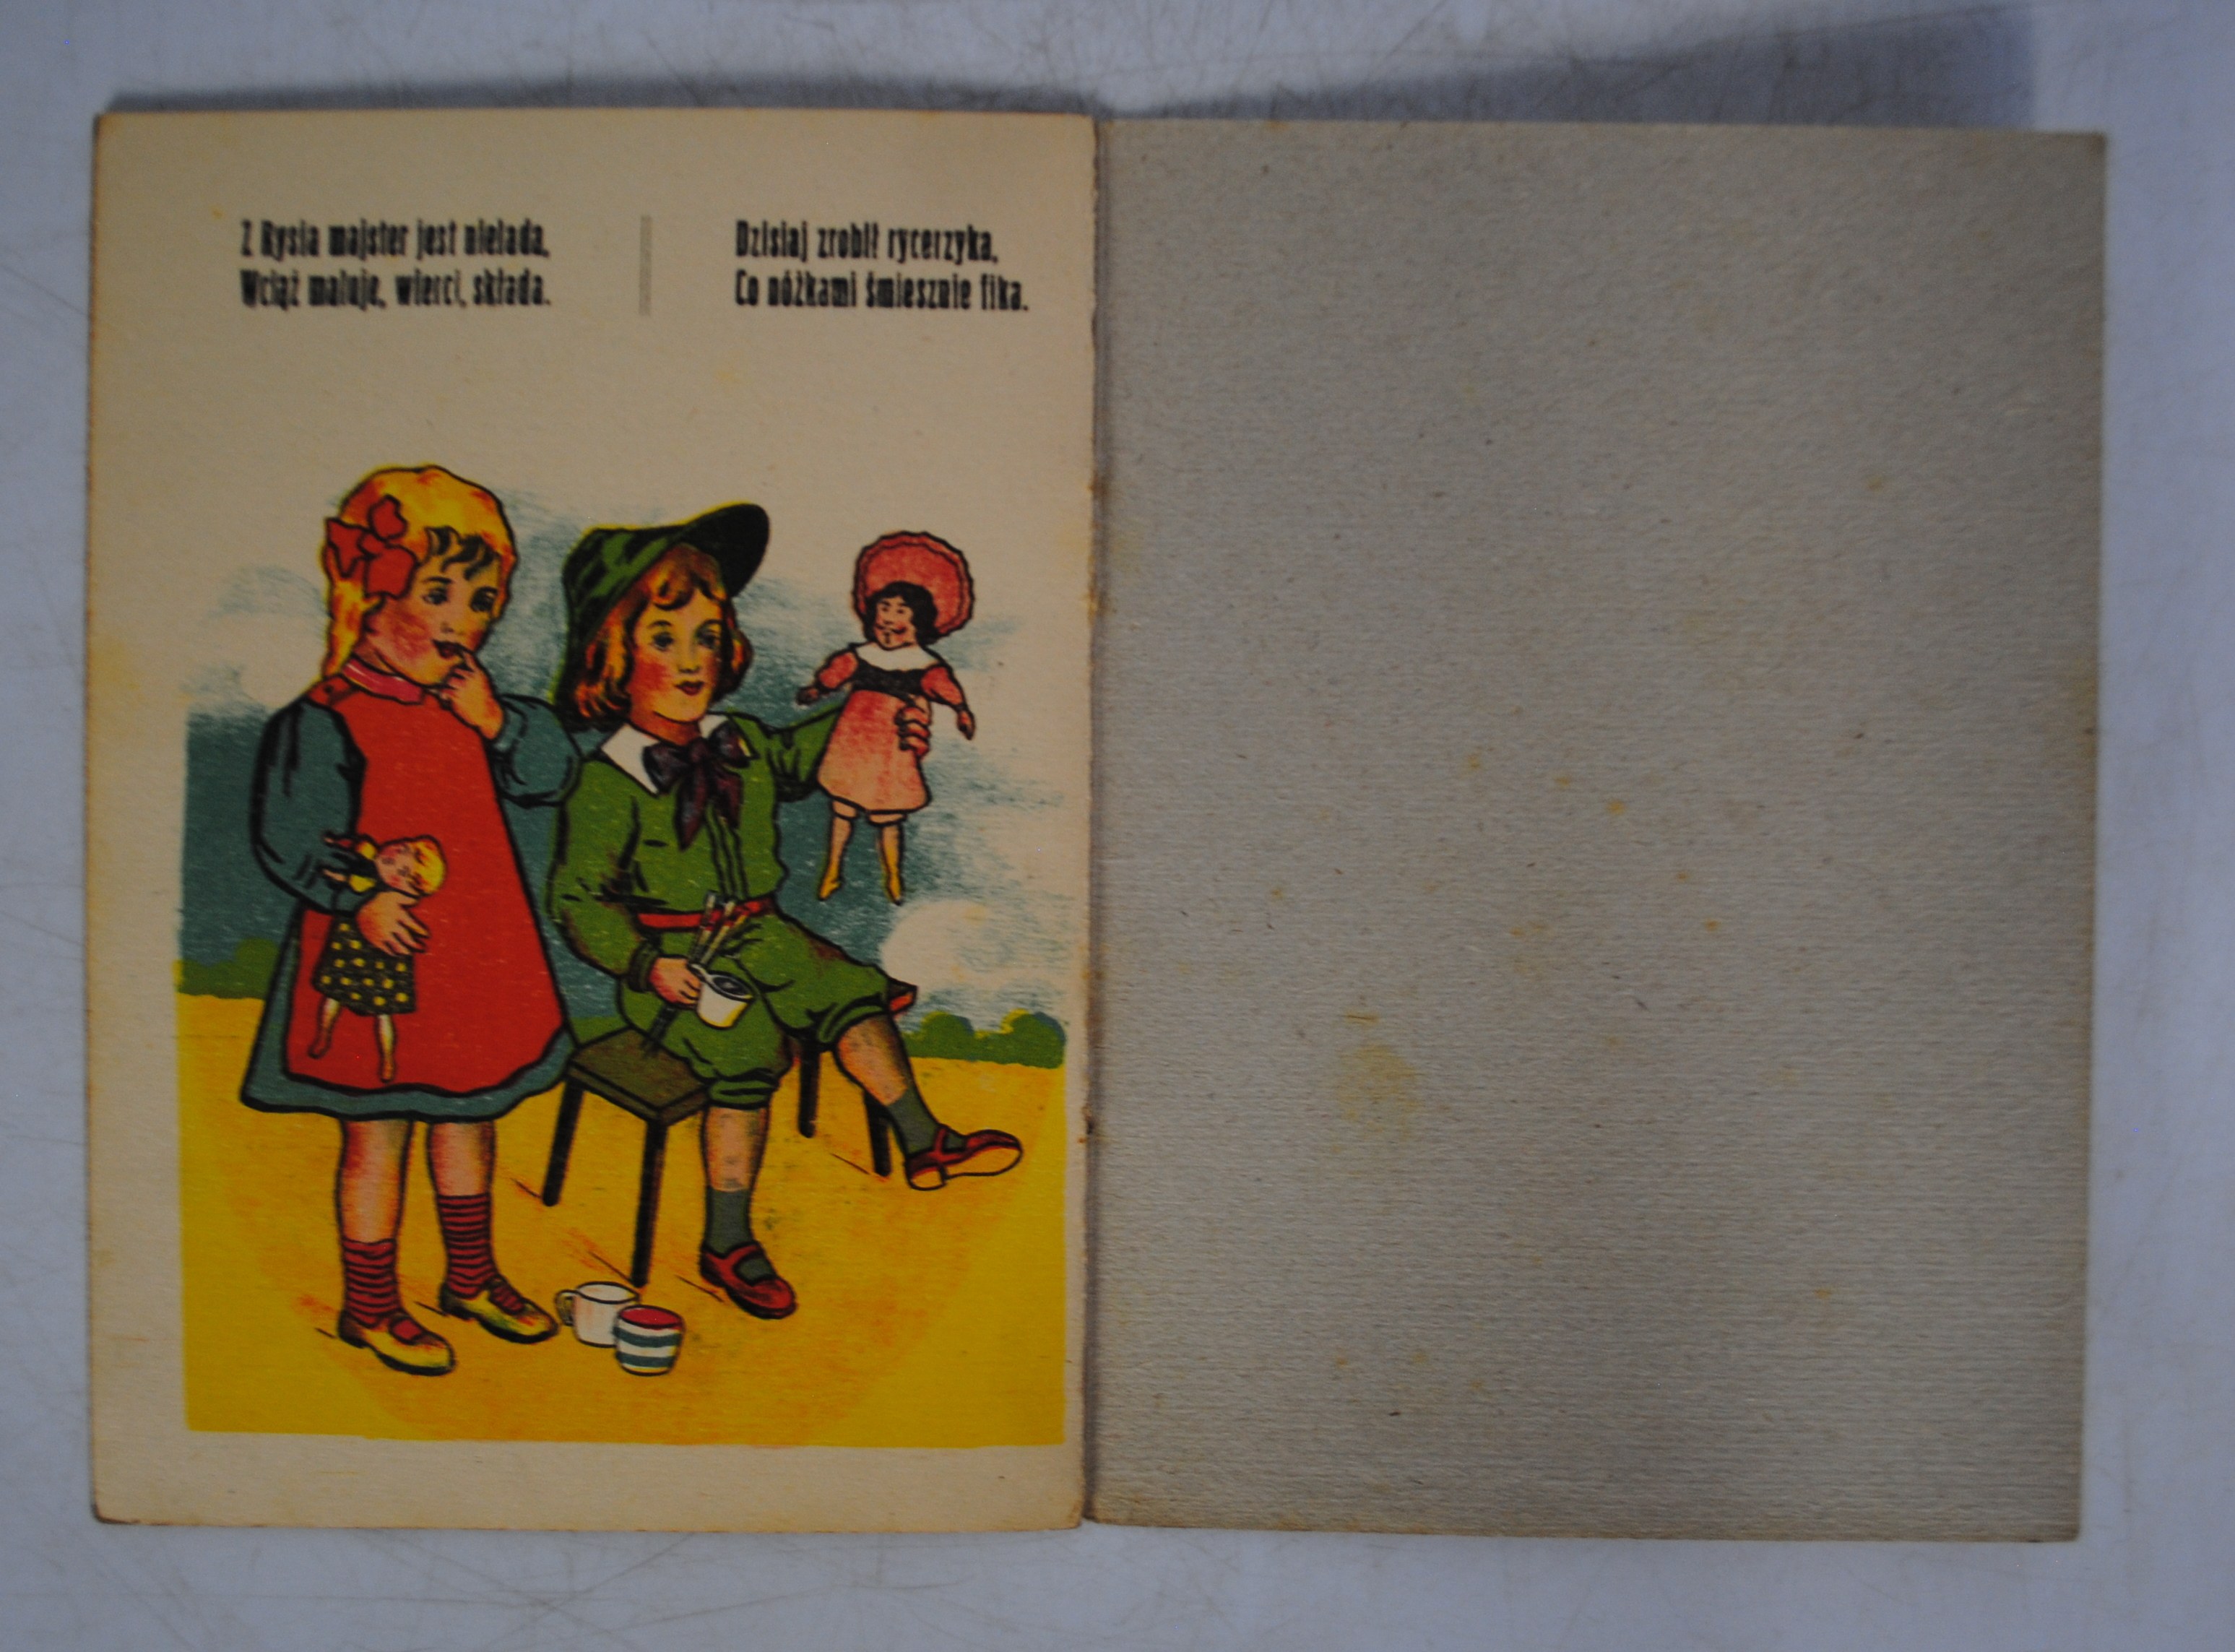 Z Rysia majster jest nielada,
Wciąż maluje, wierci, składa.
Dzisiaj zrobił rycerzyka,
Co nóżkami śmiesznie fika.